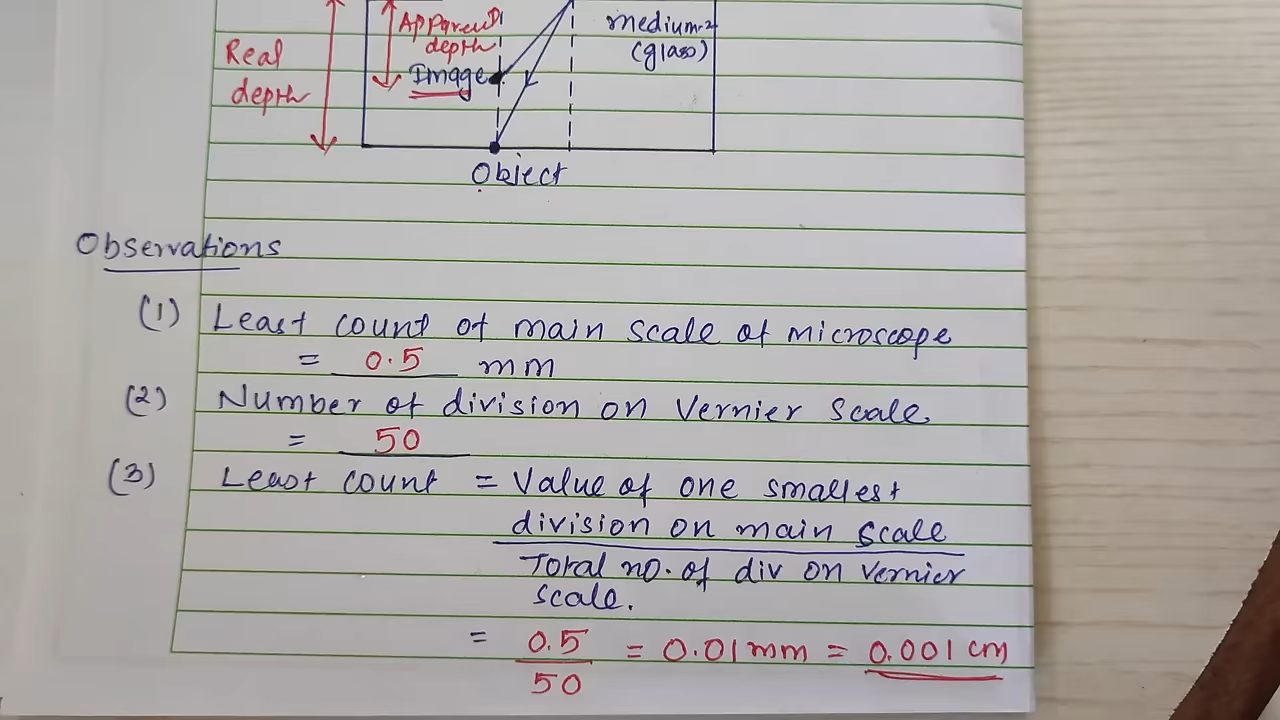 Apparent
depth
Image
Real
depth
medium-2
(glass)
Object
Observations
(1) Least count of main scale of microscope
= 0.5 mm
(2) Number of division on Vernier Scale.
= 50
(3) Least count = Value of one smallest
division on main scale
Total no. of div on vernier
scale.
= 0.5/50 = 0.01 mm = 0.001 cm